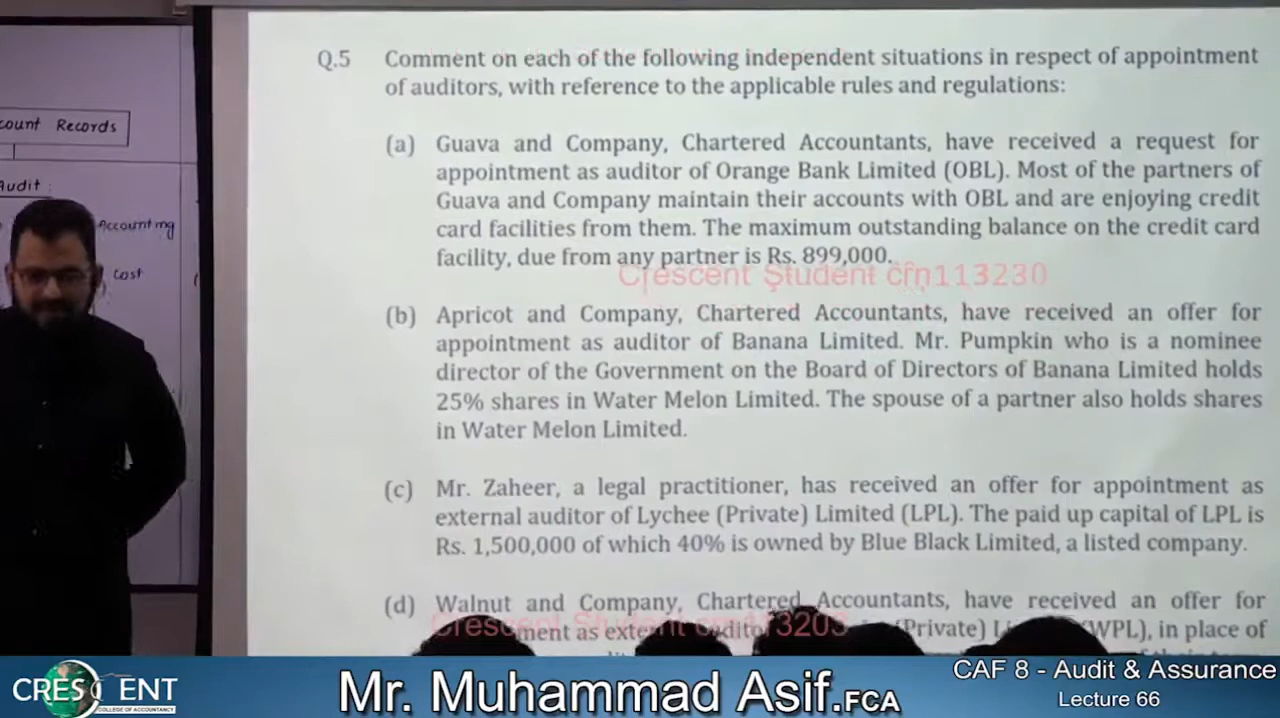 count Records
Audit
Accounting
Cost
Q.5 Comment on each of the following independent situations in respect of appointment
of auditors, with reference to the applicable rules and regulations:
(a) Guava and Company, Chartered Accountants, have received a request for
appointment as auditor of Orange Bank Limited (OBL). Most of the partners of
Guava and Company maintain their accounts with OBL and are enjoying credit
card facilities from them. The maximum outstanding balance on the credit card
facility, due from any partner is Rs. 899,000.
Crescent Student crn113230
(b) Apricot and Company, Chartered Accountants, have received an offer for
appointment as auditor of Banana Limited. Mr. Pumpkin who is a nominee
director of the Government on the Board of Directors of Banana Limited holds
25% shares in Water Melon Limited. The spouse of a partner also holds shares
in Water Melon Limited.
(c) Mr. Zaheer, a legal practitioner, has received an offer for appointment as
external auditor of Lychee (Private) Limited (LPL). The paid up capital of LPL is
Rs. 1,500,000 of which 40% is owned by Blue Black Limited, a listed company.
(d) Walnut and Company, Chartered Accountants, have received an offer for
ment as (Private) (WPL), in place of
Crescent 113203
CRESCENT
COLLEGE OF ACCOUNTANCY
Mr. Muhammad Asif.FCA
CAF 8 - Audit & Assurance
Lecture 66